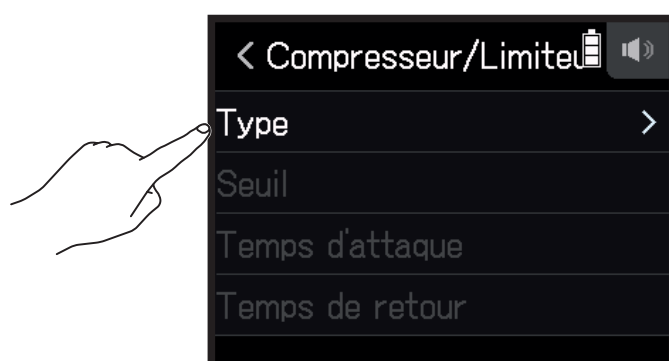 Compresseur/Limiteu
Type
Seuil
Temps d'attaque
Temps de retour